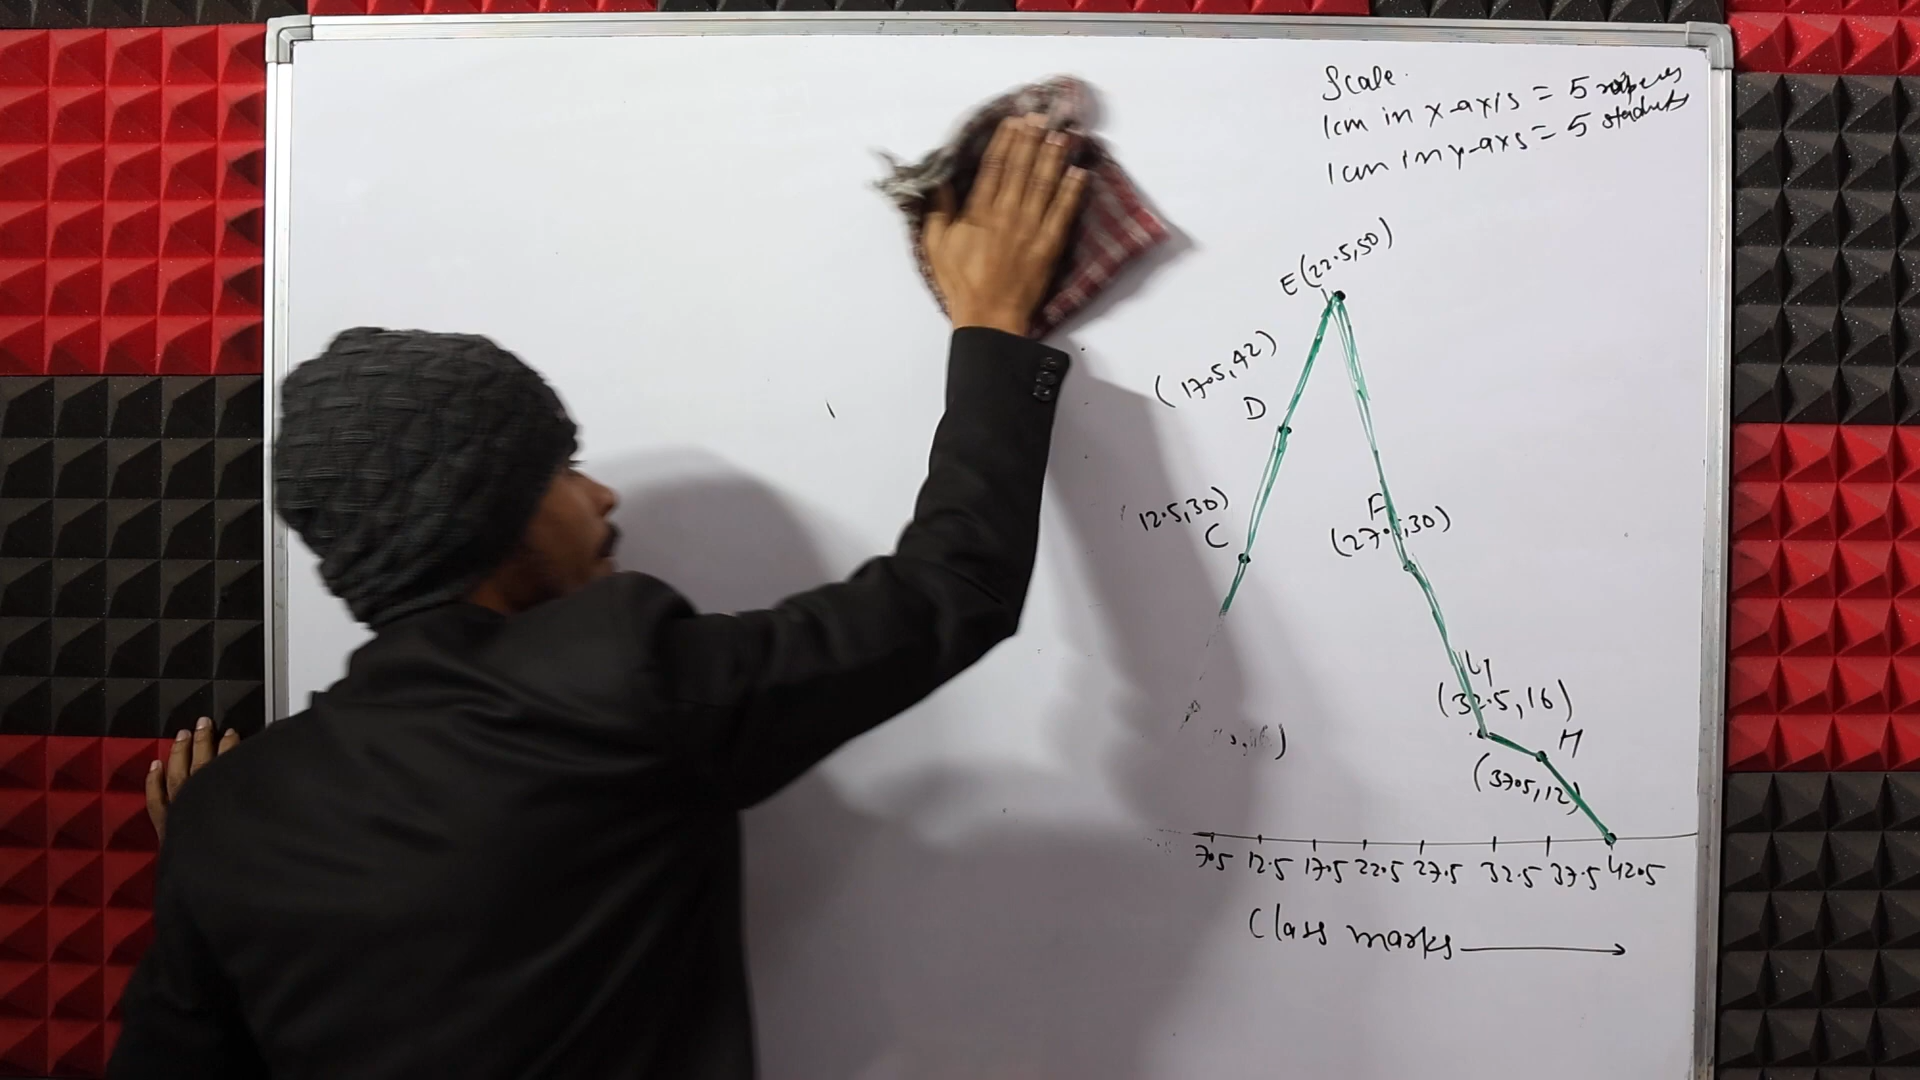 Scale.
1cm in x-axis = 5 rupees
1cm in y-axs = 5 students
E(22.5,50)
(17.5,42)
D
12.5,30)
C
F
(27.5,30)
(32.5,16)
H
(37.5,12)
7.5 12.5 17.5 22.5 27.5 32.5 37.5 42.5
Class marks